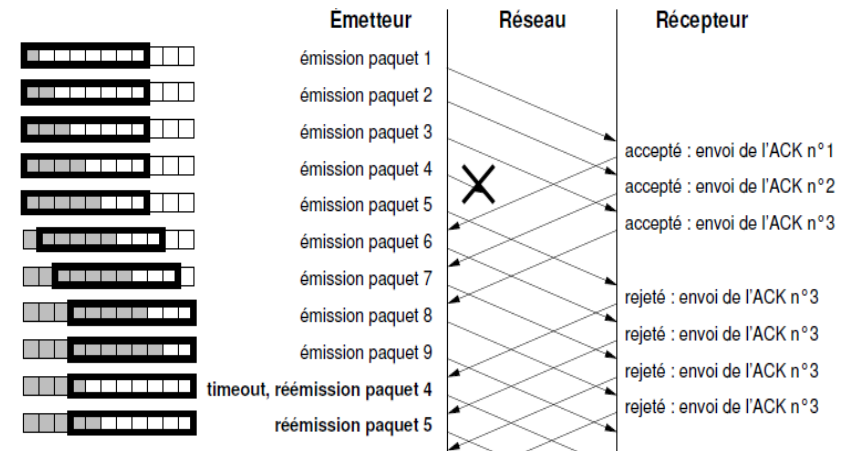 Émetteur Réseau Récepteur
émission paquet 1
émission paquet 2
émission paquet 3
accepté : envoi de l'ACK n°1
émission paquet 4
accepté : envoi de l'ACK n°2
émission paquet 5
accepté : envoi de l'ACK n°3
émission paquet 6
émission paquet 7
rejeté : envoi de l'ACK n°3
émission paquet 8
rejeté : envoi de l'ACK n°3
émission paquet 9
rejeté : envoi de l'ACK n°3
timeout, réémission paquet 4
rejeté : envoi de l'ACK n°3
réémission paquet 5